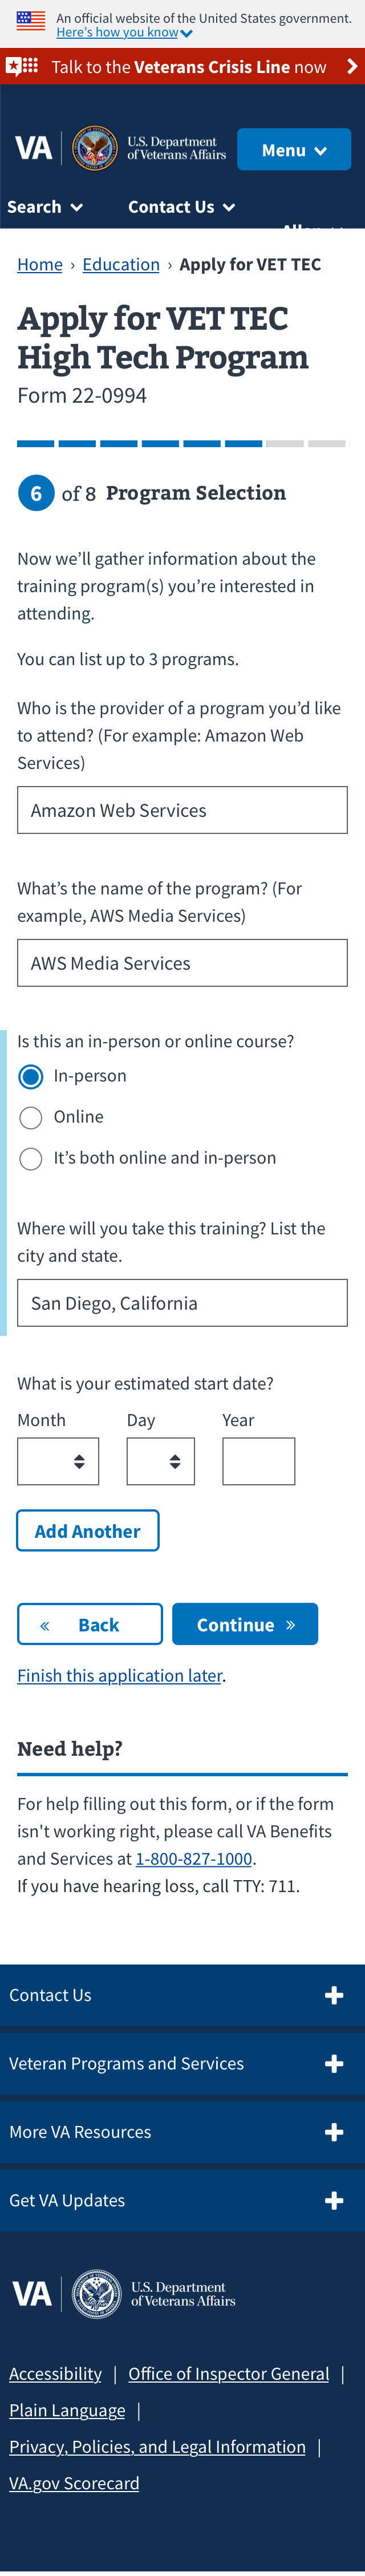 An official website of the United States government.
Here’s how you know
Talk to the Veterans Crisis Line now
VA
U.S. Department
of Veterans Affairs
Menu
Search
Contact Us
Home › Education › Apply for VET TEC
Apply for VET TEC
High Tech Program
Form 22-0994
6 of 8 Program Selection
Now we’ll gather information about the
training program(s) you’re interested in
attending.
You can list up to 3 programs.
Who is the provider of a program you’d like
to attend? (For example: Amazon Web
Services)
Amazon Web Services
What’s the name of the program? (For
example, AWS Media Services)
AWS Media Services
Is this an in-person or online course?
In-person
Online
It’s both online and in-person
Where will you take this training? List the
city and state.
San Diego, California
What is your estimated start date?
Month Day Year
Add Another
« Back
Continue »
Finish this application later.
Need help?
For help filling out this form, or if the form
isn't working right, please call VA Benefits
and Services at 1-800-827-1000.
If you have hearing loss, call TTY: 711.
Contact Us
Veteran Programs and Services
More VA Resources
Get VA Updates
VA
U.S. Department
of Veterans Affairs
Accessibility | Office of Inspector General |
Plain Language |
Privacy, Policies, and Legal Information |
VA.gov Scorecard